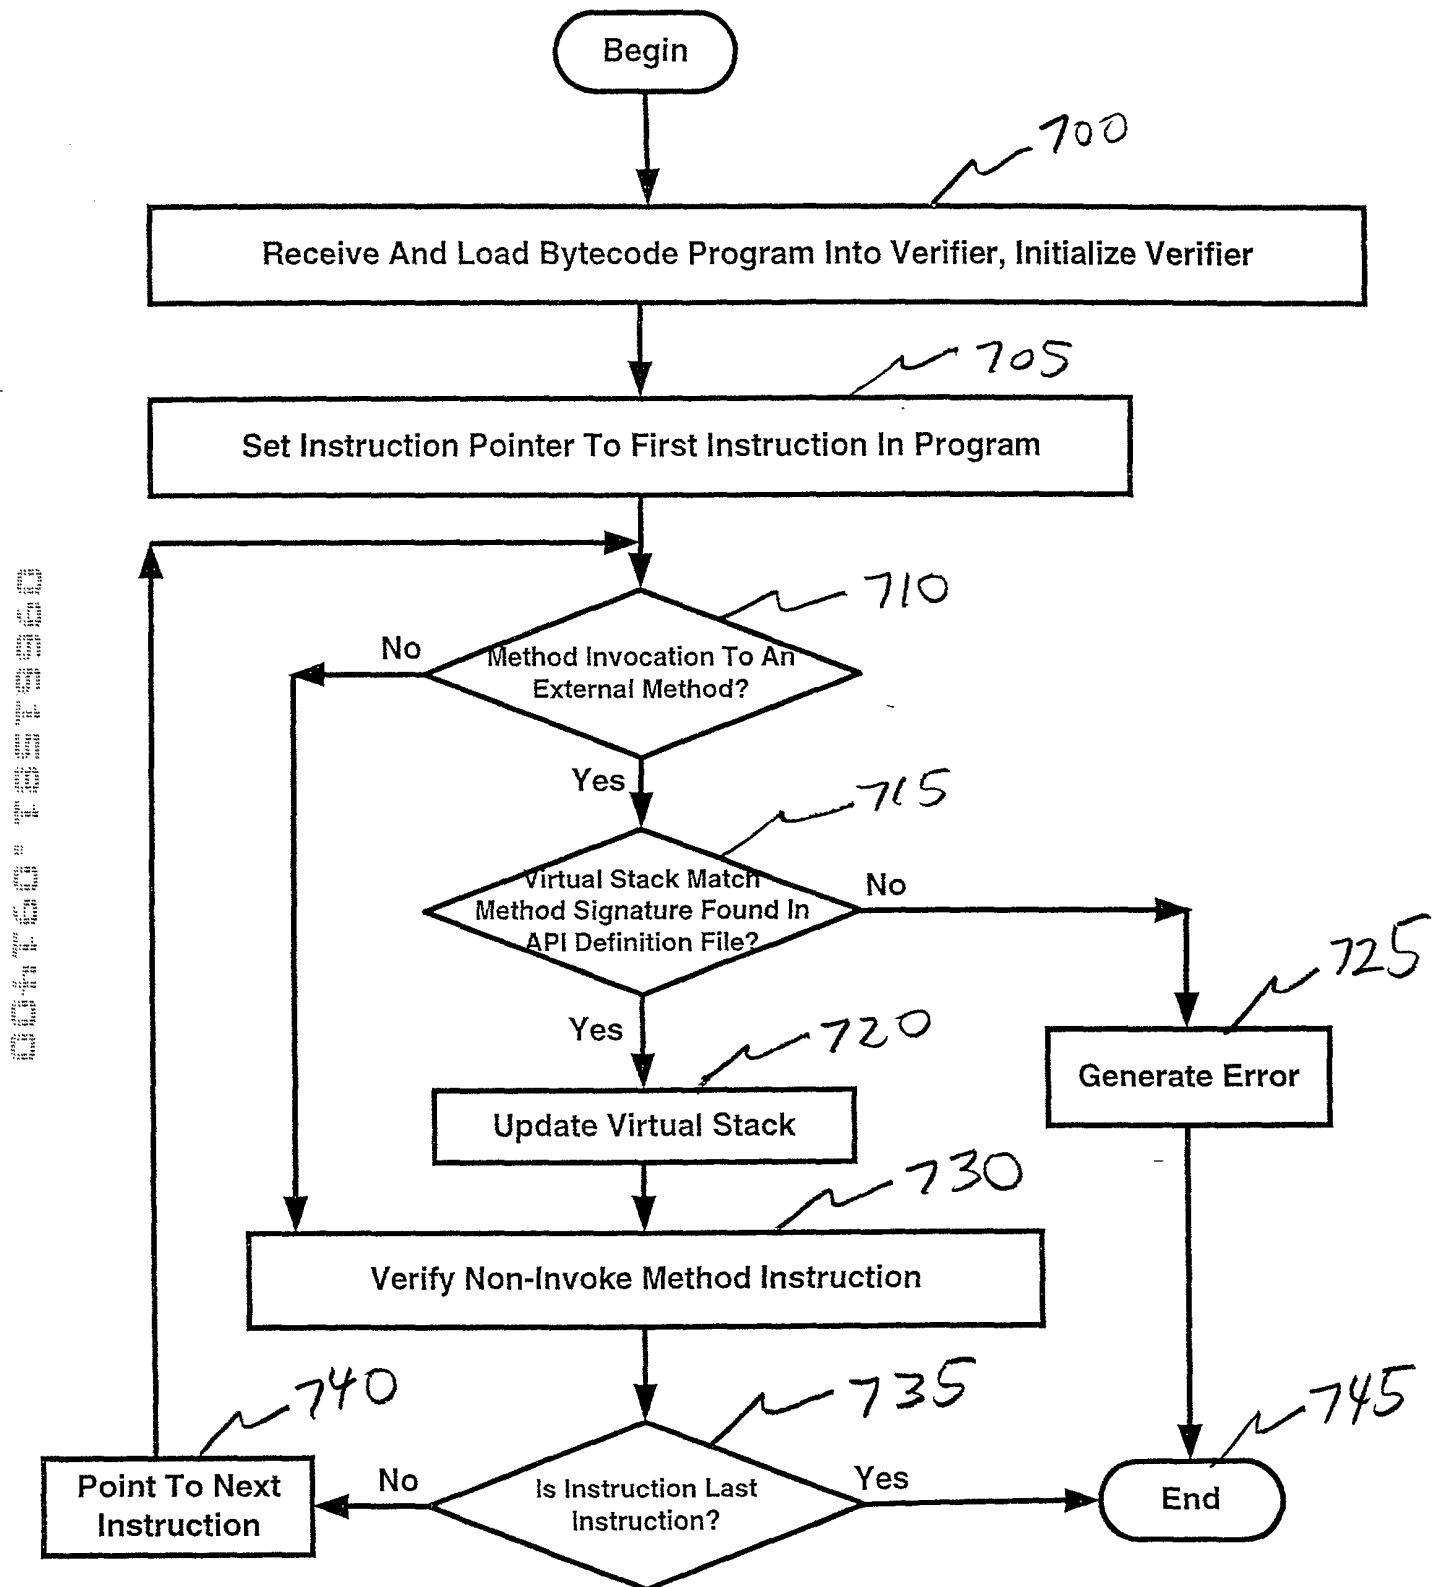 Begin
700
Receive And Load Bytecode Program Into Verifier, Initialize Verifier
705
Set Instruction Pointer To First Instruction In Program
710
No
Method Invocation To An
External Method?
Yes
715
Virtual Stack Match
Method Signature Found In
API Definition File?
No
725
Yes
720
Generate Error
Update Virtual Stack
730
Verify Non-Invoke Method Instruction
740
735
745
Point To Next
Instruction
No
Is Instruction Last
Instruction?
Yes
End